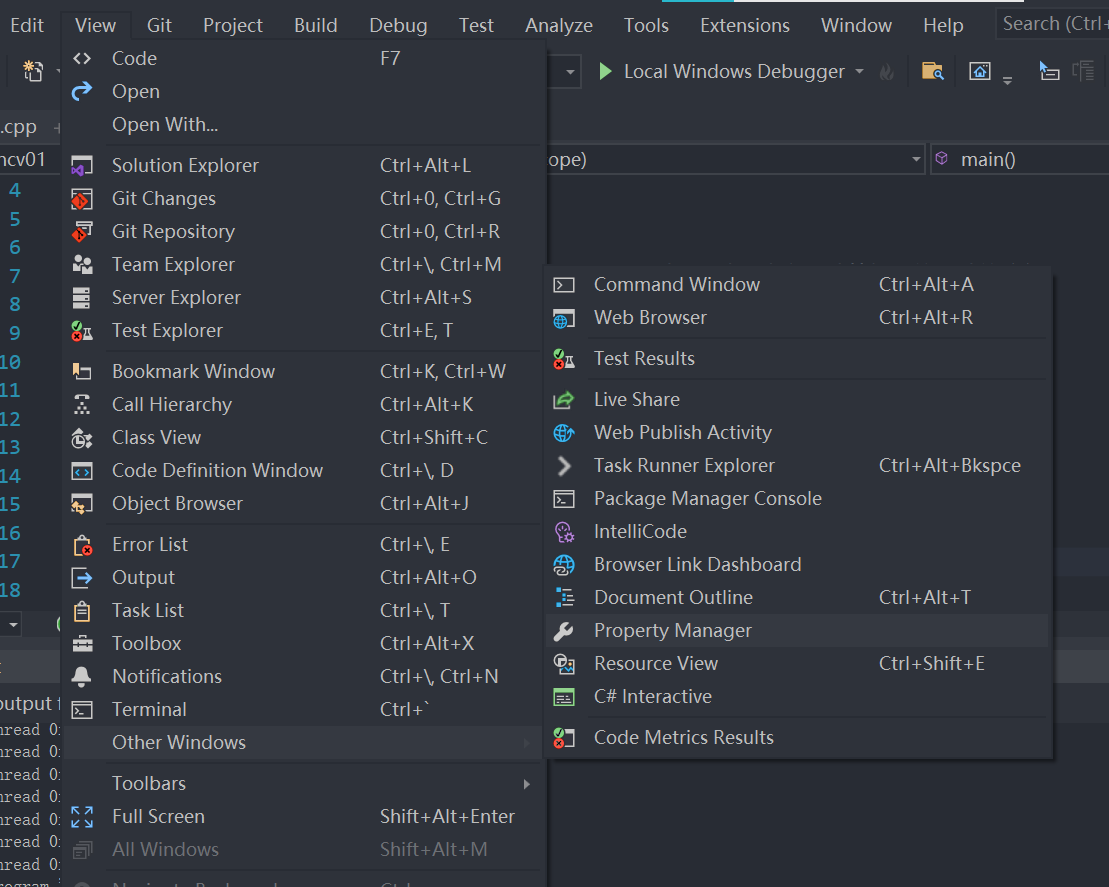 Edit View Git Project Build Debug Test Analyze Tools Extensions Window Help Search (Ctrl+
Local Windows Debugger
.cpp
ncv01
ope)
main()
4
5
6
7
8
9
10
11
12
13
14
15
16
17
18
Code F7
Open
Open With...
Solution Explorer Ctrl+Alt+L
Git Changes Ctrl+0, Ctrl+G
Git Repository Ctrl+0, Ctrl+R
Team Explorer Ctrl+\, Ctrl+M
Server Explorer Ctrl+Alt+S
Test Explorer Ctrl+E, T
Bookmark Window Ctrl+K, Ctrl+W
Call Hierarchy Ctrl+Alt+K
Class View Ctrl+Shift+C
Code Definition Window Ctrl+\, D
Object Browser Ctrl+Alt+J
Error List Ctrl+\, E
Output Ctrl+Alt+O
Task List Ctrl+\, T
Toolbox Ctrl+Alt+X
Notifications Ctrl+\, Ctrl+N
Terminal Ctrl+`
Other Windows
Toolbars
Full Screen Shift+Alt+Enter
All Windows Shift+Alt+M
Command Window Ctrl+Alt+A
Web Browser Ctrl+Alt+R
Test Results
Live Share
Web Publish Activity
Task Runner Explorer Ctrl+Alt+Bkspce
Package Manager Console
IntelliCode
Browser Link Dashboard
Document Outline Ctrl+Alt+T
Property Manager
Resource View Ctrl+Shift+E
C# Interactive
Code Metrics Results
output f
hread 0
hread 0
hread 0
hread 0
hread 0
hread 0
hread 0